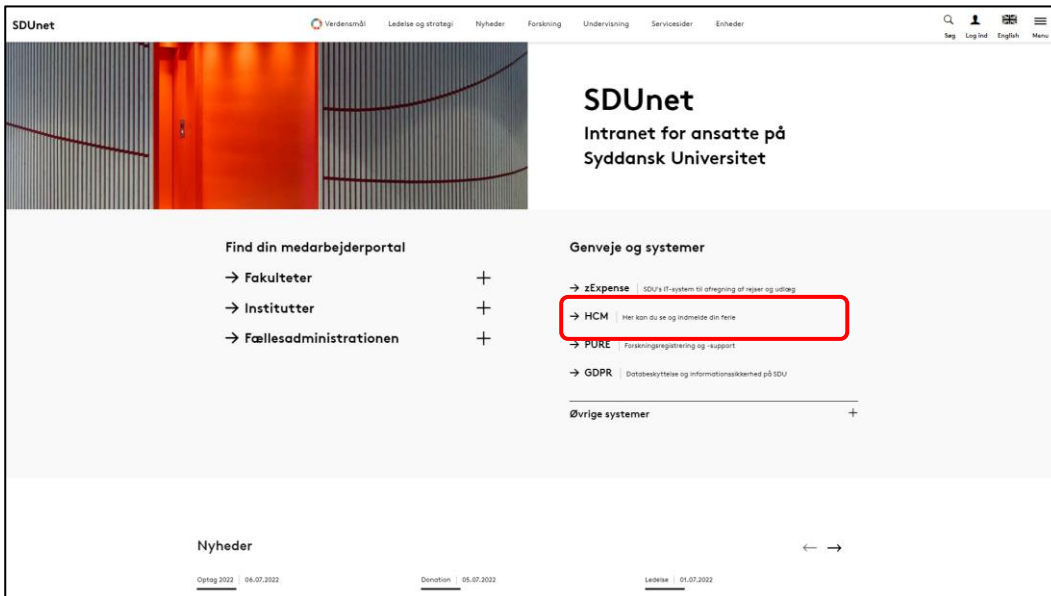 SDUnet
Verdensmål Ledelse og strategi Nyheder Forskning Undervisning Servicesider Enheder
Søg Log ind English Menu
SDUnet
Intranet for ansatte på
Syddansk Universitet
Find din medarbejderportal
→ Fakulteter +
→ Institutter +
→ Fællesadministrationen +
Genveje og systemer
→ zExpense | SDU's IT-system til afregning af rejser og udlæg
→ HCM | Her kan du se og indmelde din ferie
→ PURE | Forskningsregistrering og -support
→ GDPR | Databeskyttelse og informationssikkerhed på SDU
Øvrige systemer +
Nyheder ← →
Optag 2022 | 06.07.2022
Donation | 05.07.2022
Ledelse | 01.07.2022